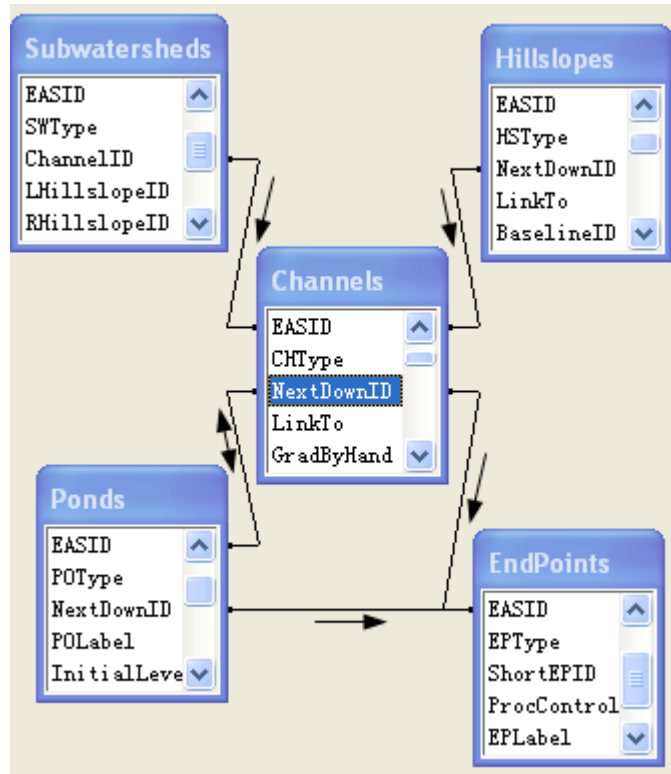 Subwatersheds
EASID
SWType
ChannelID
LHillslopeID
RHillslopeID
Hillslopes
EASID
HSType
NextDownID
LinkTo
BaselineID
Channels
EASID
CHType
NextDownID
LinkTo
GradByHand
Ponds
EASID
POType
NextDownID
POLabel
InitialLeve
EndPoints
EASID
EPType
ShortEPID
ProcControl
EPLabel